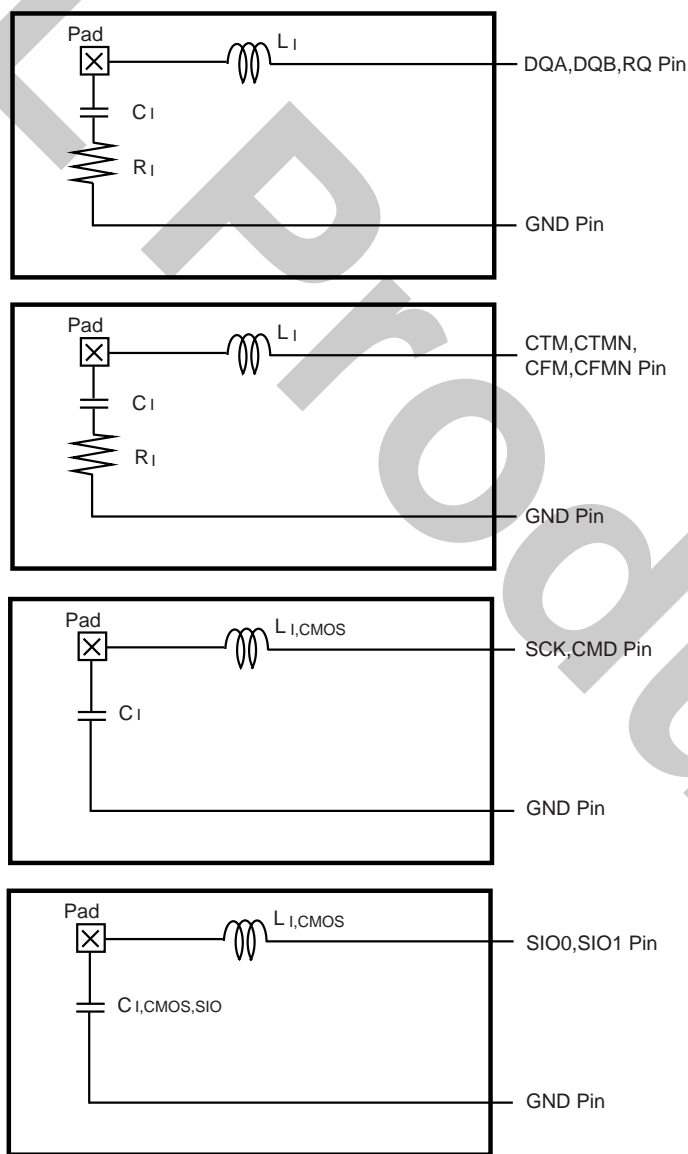 Pad
L I
DQA,DQB,RQ Pin
C I
R I
GND Pin
Pad
L I
CTM,CTMN,
CFM,CFMN Pin
C I
R I
GND Pin
Pad
L I,CMOS
SCK,CMD Pin
C I
GND Pin
Pad
L I,CMOS
SIO0,SIO1 Pin
C I,CMOS,SIO
GND Pin